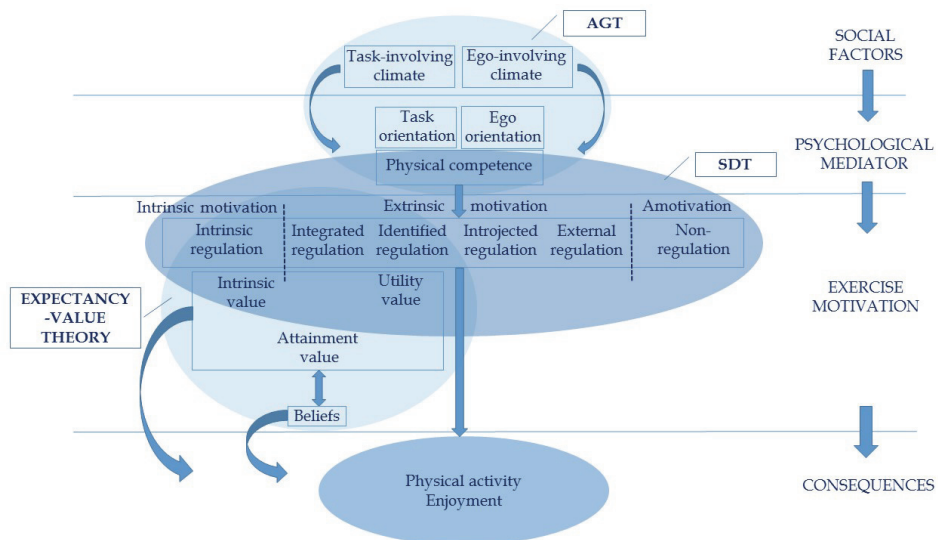 AGT
SOCIAL
FACTORS
Task-involving
climate
Ego-involving
climate
Task
orientation
Ego
orientation
PSYCHOLOGICAL
MEDIATOR
Physical competence
SDT
Intrinsic motivation
Extrinsic motivation
Amotivation
Intrinsic
regulation
Integrated
regulation
Identified
regulation
Introjected
regulation
External
regulation
Non-
regulation
Intrinsic
value
Utility
value
EXERCISE
MOTIVATION
EXPECTANCY
-VALUE
THEORY
Attainment
value
Beliefs
Physical activity
Enjoyment
CONSEQUENCES